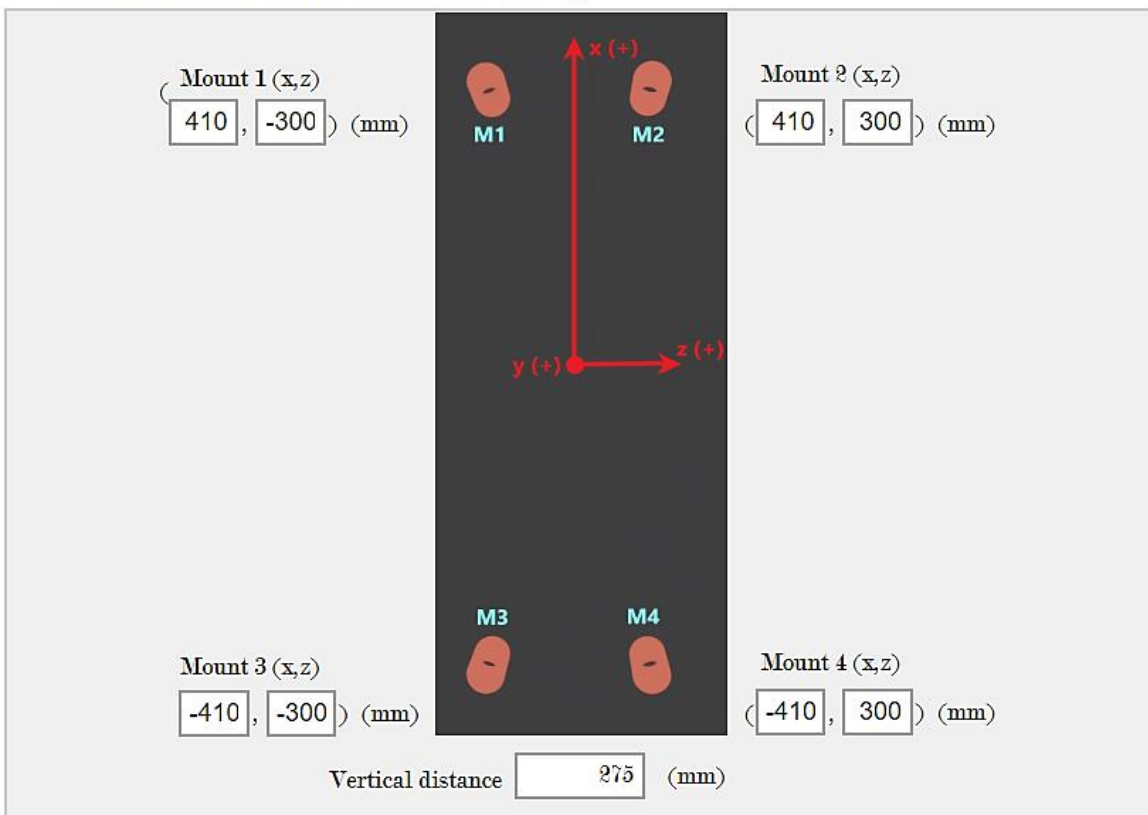 x (+)
Mount 1 (x,z)
( 410 , -300 ) (mm)
Mount 2 (x,z)
( 410 , 300 ) (mm)
M1
M2
y (+)
z (+)
M3
M4
Mount 3 (x,z)
-410 , -300 ) (mm)
Mount 4 (x,z)
( -410 , 300 ) (mm)
Vertical distance 275 (mm)